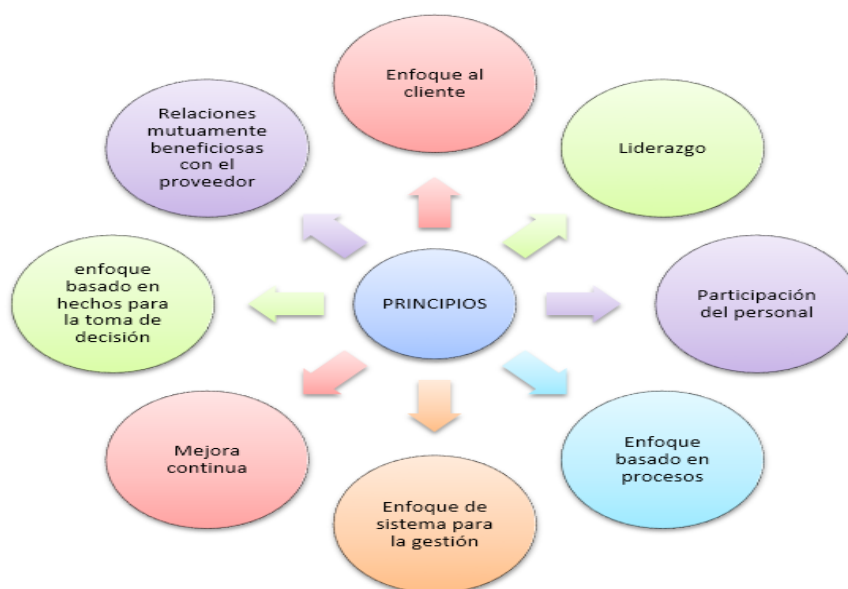 Enfoque al
cliente
Liderazgo
Participación
del personal
Enfoque
basado en
procesos
Enfoque de
sistema para
la gestión
Mejora
continua
enfoque
basado en
hechos para
la toma de
decisión
Relaciones
mutuamente
beneficiosas
con el
proveedor
PRINCIPIOS